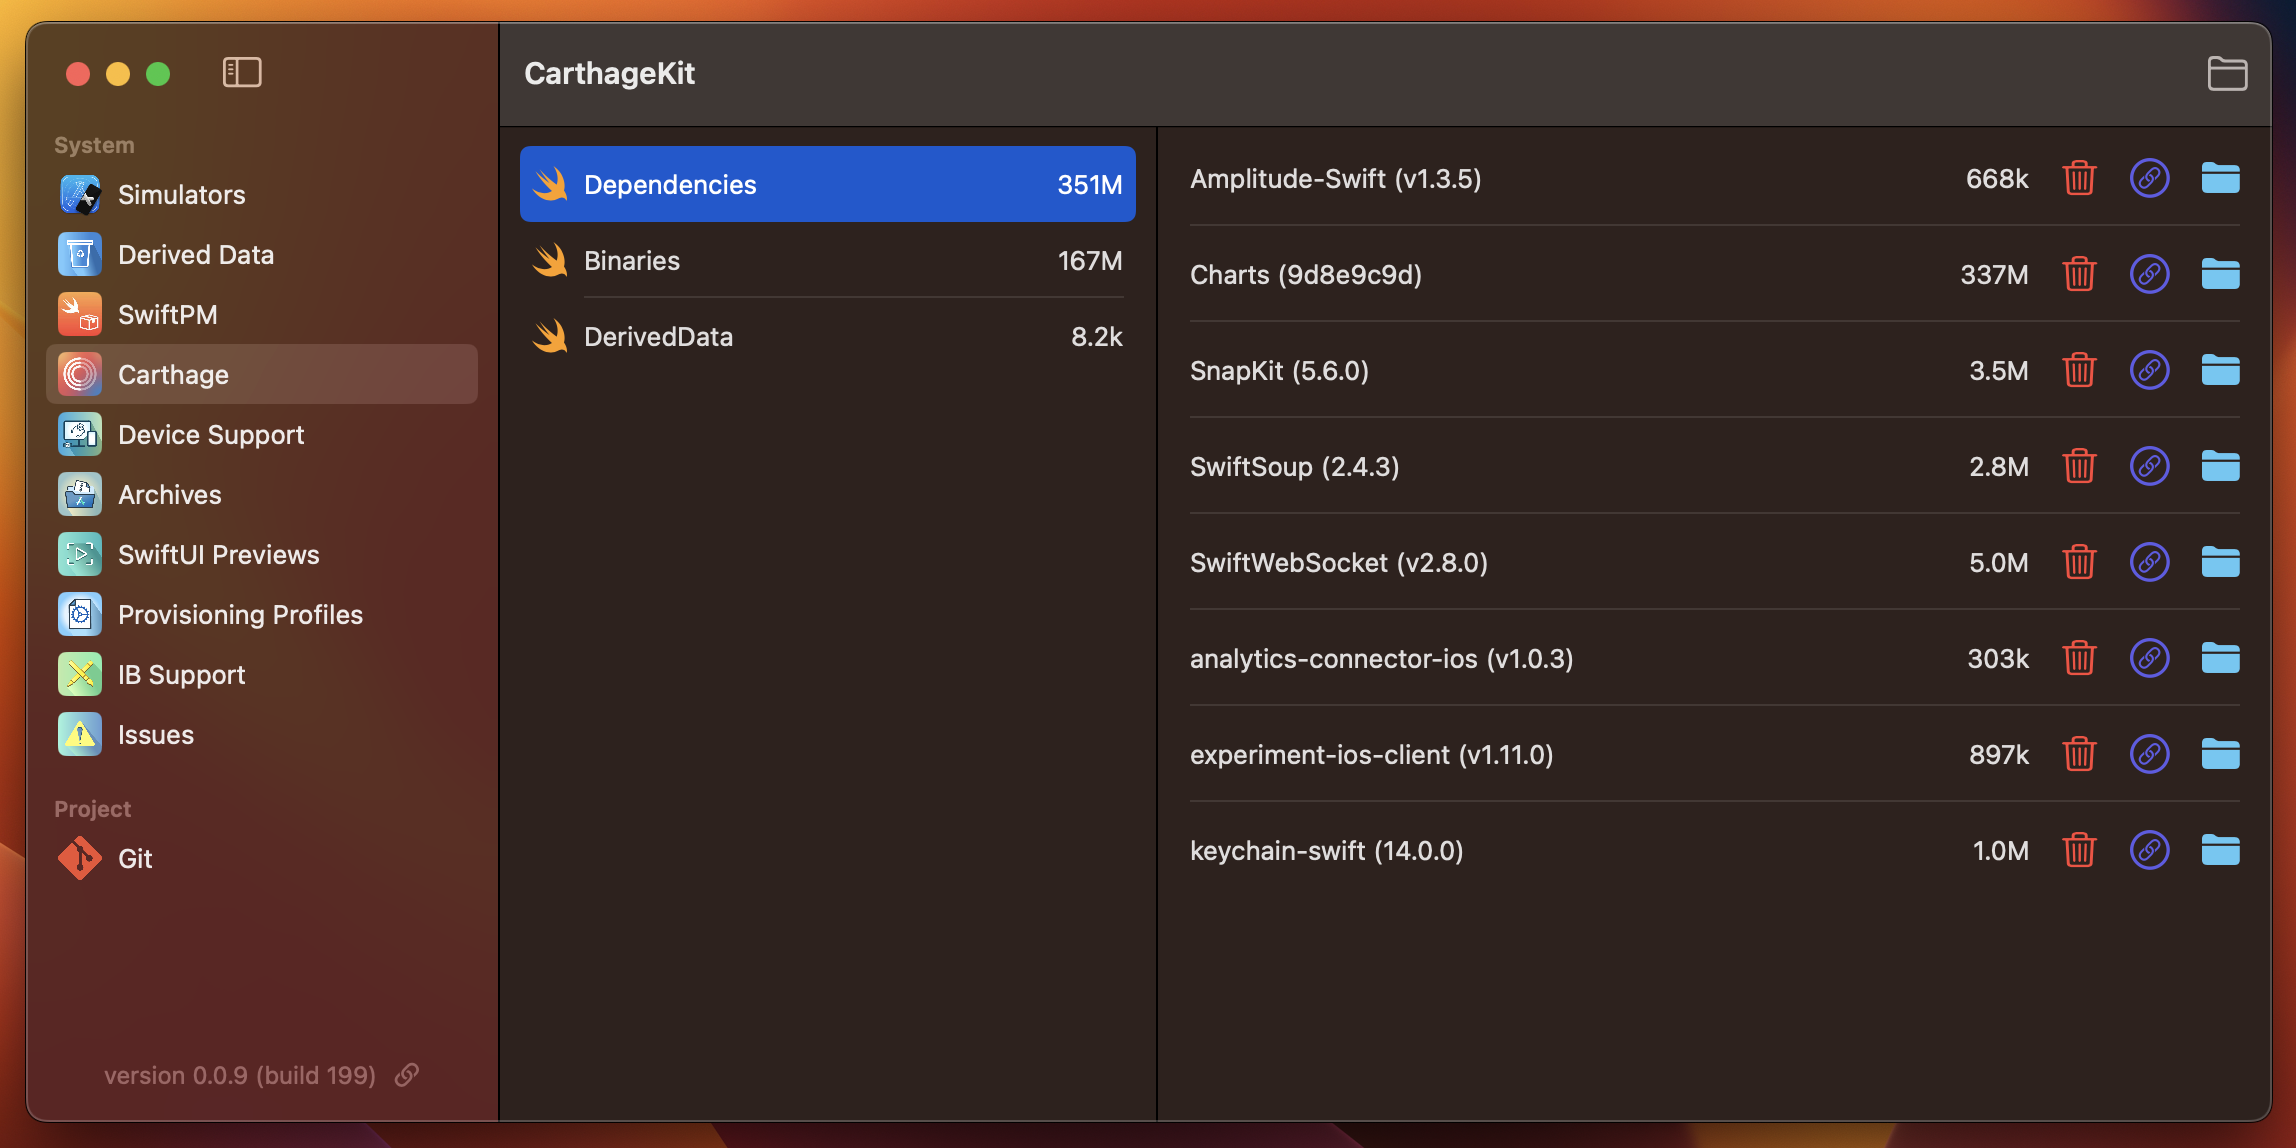 System
Simulators
Derived Data
SwiftPM
Carthage
Device Support
Archives
SwiftUI Previews
Provisioning Profiles
IB Support
Issues
Project
Git
version 0.0.9 (build 199)
CarthageKit
Dependencies 351M
Binaries 167M
DerivedData 8.2k
Amplitude-Swift (v1.3.5) 668k
Charts (9d8e9c9d) 337M
SnapKit (5.6.0) 3.5M
SwiftSoup (2.4.3) 2.8M
SwiftWebSocket (v2.8.0) 5.0M
analytics-connector-ios (v1.0.3) 303k
experiment-ios-client (v1.11.0) 897k
keychain-swift (14.0.0) 1.0M